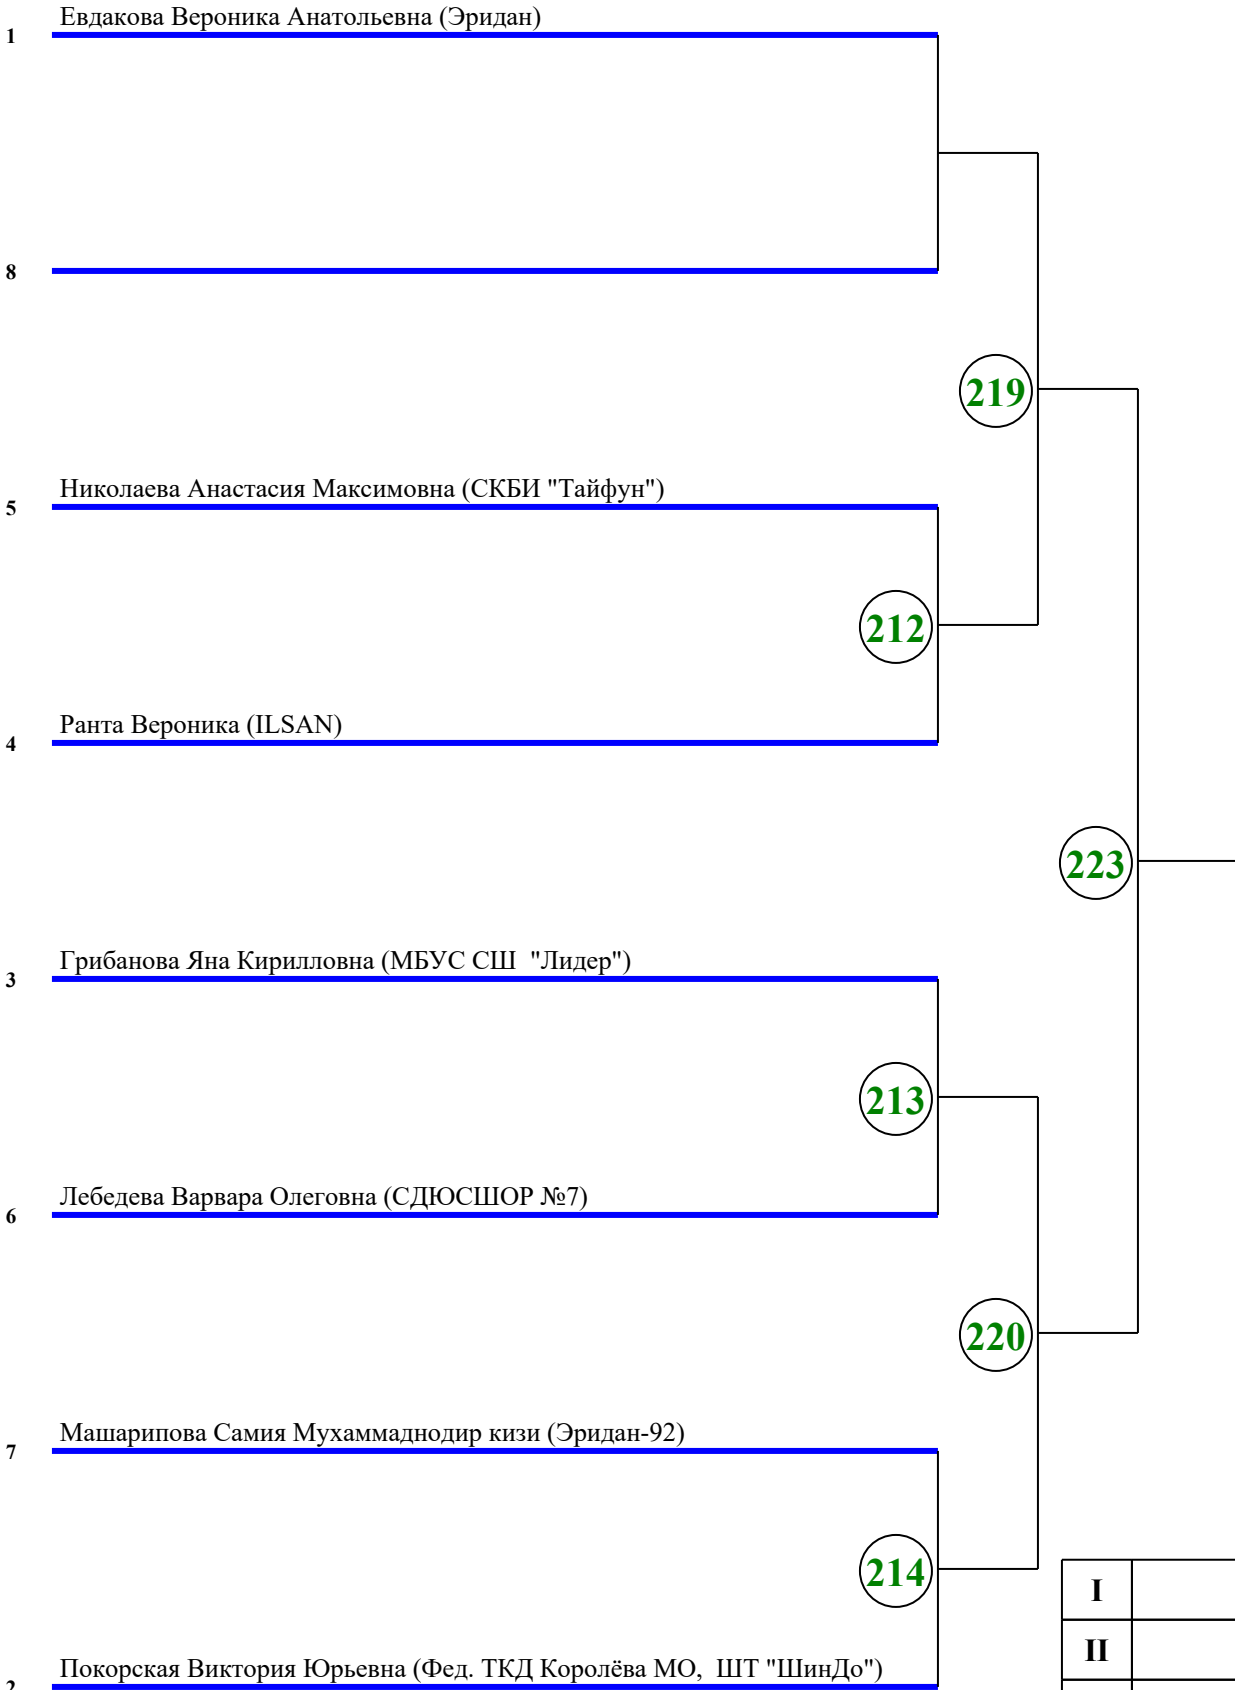 Евдакова Вероника Анатольевна (Эридан)
1
8
219
Николаева Анастасия Максимовна (СКБИ "Тайфун")
5
212
Ранта Вероника (ILSAN)
4
223
Грибанова Яна Кирилловна (МБУС СШ  "Лидер")
3
213
Лебедева Варвара Олеговна (СДЮСШОР №7)
6
220
Машарипова Самия Мухаммаднодир кизи (Эридан-92)
7
214
I
II
Покорская Виктория Юрьевна (Фед. ТКД Королёва МО,  ШТ "ШинДо")
2